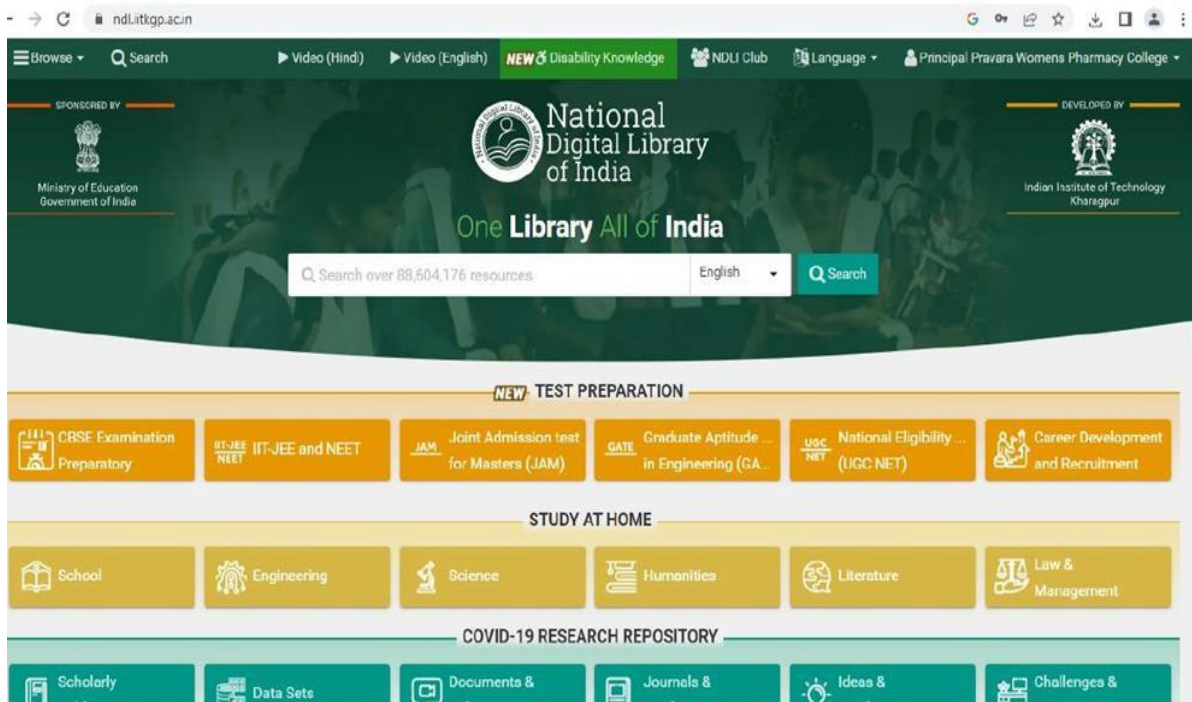 ndl.iitkgp.ac.in
Browse
Search
Video (Hindi)
Video (English)
NEW Disability Knowledge
NDLI Club
Language
Principal Pravara Womens Pharmacy College
SPONSORED BY
Ministry of Education
Government of India
National Digital Library of India
National
Digital Library
of India
DEVELOPED BY
Indian Institute of Technology
Kharagpur
One Library All of India
Search over 88,604,176 resources
English
Search
NEW TEST PREPARATION
CBSE Examination
Preparatory
IIT-JEE
NEET
IIT-JEE and NEET
JAM
Joint Admission test
for Masters (JAM)
GATE
Graduate Aptitude ...
in Engineering (GA...
UGC
NET
National Eligibility ...
(UGC NET)
Career Development
and Recruitment
STUDY AT HOME
School
Engineering
Science
Humanities
Literature
Law &
Management
COVID-19 RESEARCH REPOSITORY
Scholarly
Data Sets
Documents &
Journals &
Ideas &
Challenges &